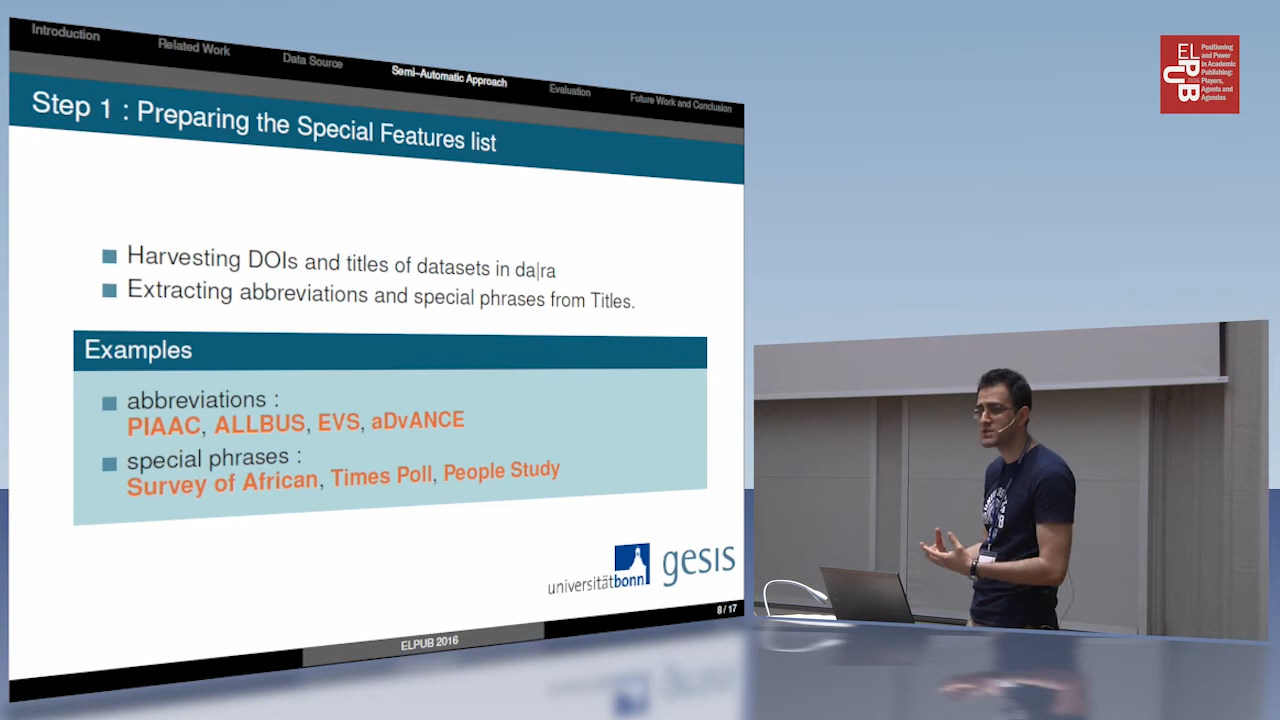 Introduction
Related Work
Data Source
Semi-Automatic Approach
Evaluation
Future Work and Conclusion
Step 1 : Preparing the Special Features list
Harvesting DOIs and titles of datasets in da|ra
Extracting abbreviations and special phrases from Titles.
Examples
abbreviations :
PIAAC, ALLBUS, EVS, aDvANCE
special phrases :
Survey of African, Times Poll, People Study
universitätbonn
gesis
8 / 17
ELPUB 2016
ELPUB
2016
Positioning
and Power
in Academic
Publishing:
Players,
Agents and
Agendas